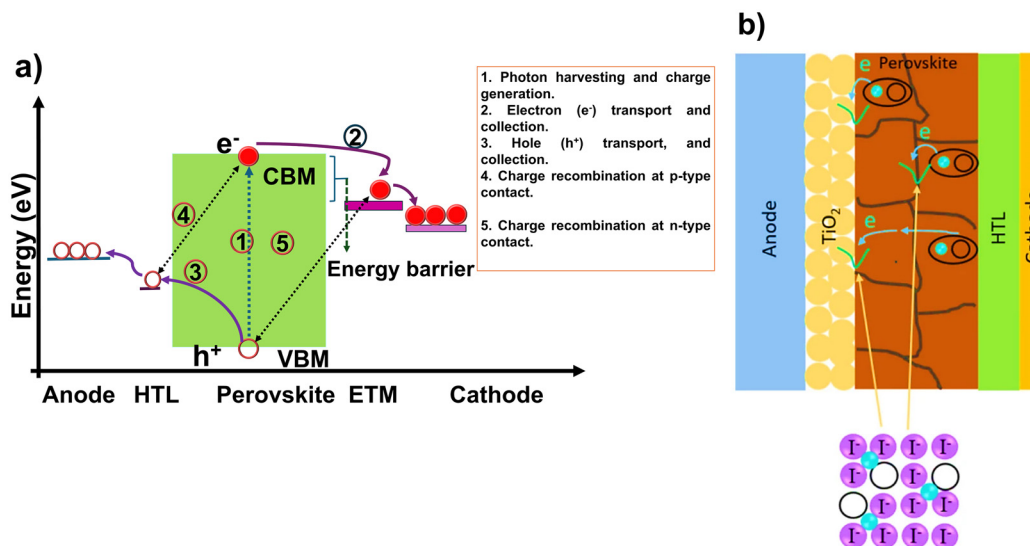 a)
Energy (eV)
e-
CBM
2
4
1
5
3
Energy barrier
h+
VBM
Anode
HTL
Perovskite
ETM
Cathode
1. Photon harvesting and charge
generation.
2. Electron (e-) transport and
collection.
3. Hole (h+) transport, and
collection.
4. Charge recombination at p-type
contact.
5. Charge recombination at n-type
contact.
b)
Anode
TiO2
Perovskite
e
e
e
HTL
Cathode
I- I- I- I-
I- I-
I- I- I-
I- I- I- I-